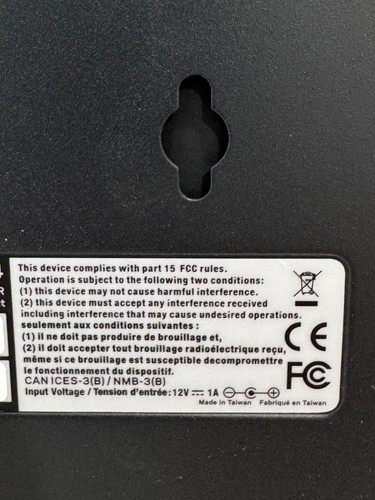 This device complies with part 15 FCC rules.
Operation is subject to the following two conditions:
(1) this device may not cause harmful interference.
(2) this device must accept any interference received
including interference that may cause undesired operations.
seulement aux conditions suivantes :
(1) il ne doit pas produire de brouillage et,
(2) il doit accepter tout brouillage radioélectrique reçu,
même si ce brouillage est susceptible decompromettre
le fonctionnement du dispositif.
CAN ICES-3(B) / NMB-3(B)
Input Voltage / Tension d'entrée: 12V 1A
Made in Taiwan Fabriqué en Taiwan
CE
FC
4
R
t